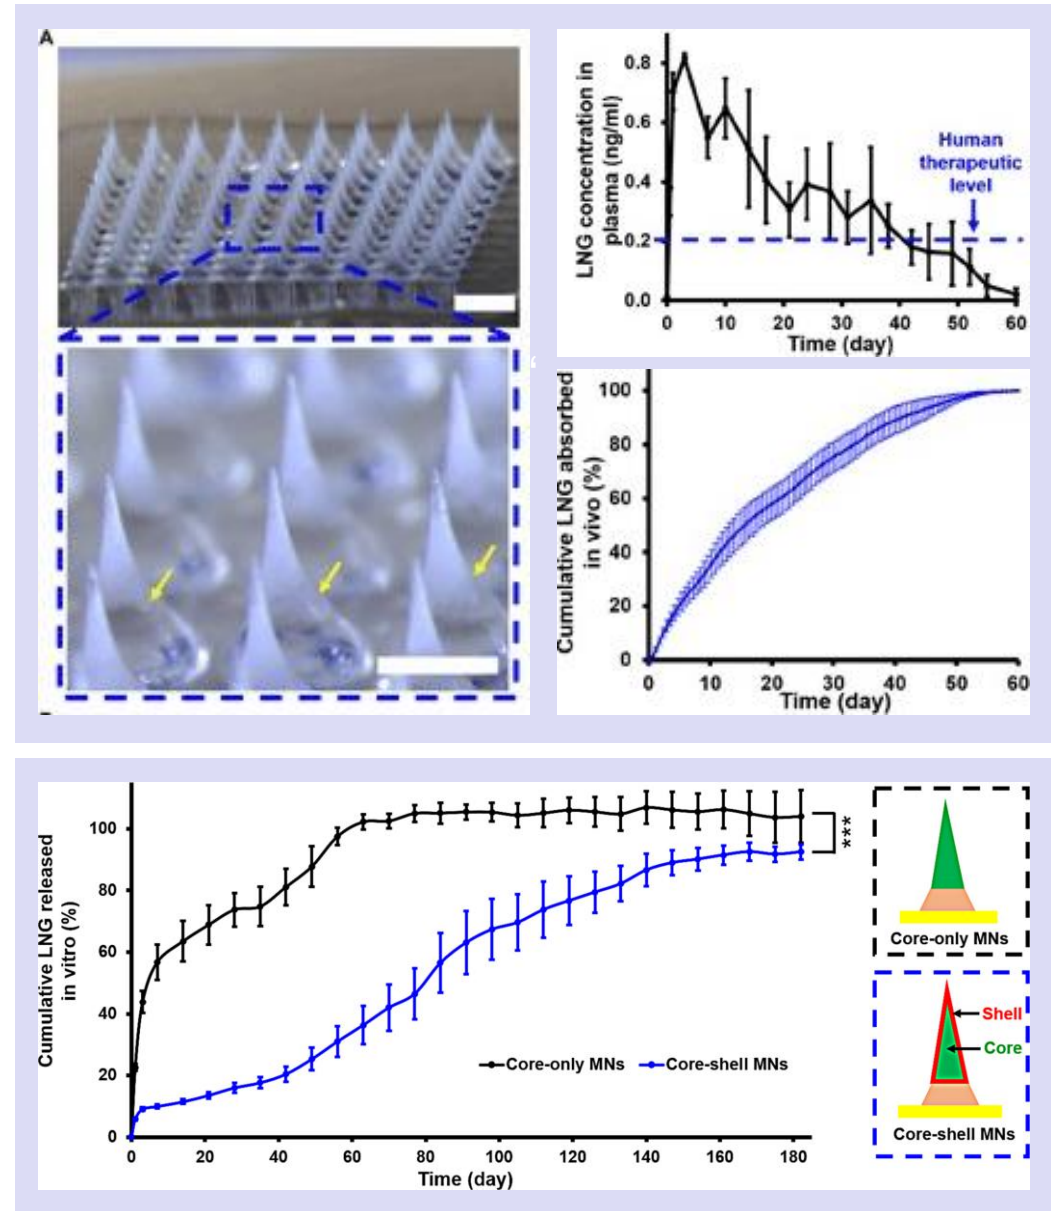 A
LNG concentration in
plasma (ng/ml)
0.8
0.6
0.4
0.2
0.0
Human
therapeutic
level
0 10 20 30 40 50 60
Time (day)
Cumulative LNG absorbed
in vivo (%)
100
80
60
40
20
0
0 10 20 30 40 50 60
Time (day)
Cumulative LNG released
in vitro (%)
100
80
60
40
20
0
***
Core-only MNs
Core-shell MNs
0 20 40 60 80 100 120 140 160 180
Time (day)
Core-only MNs
Shell
Core
Core-shell MNs